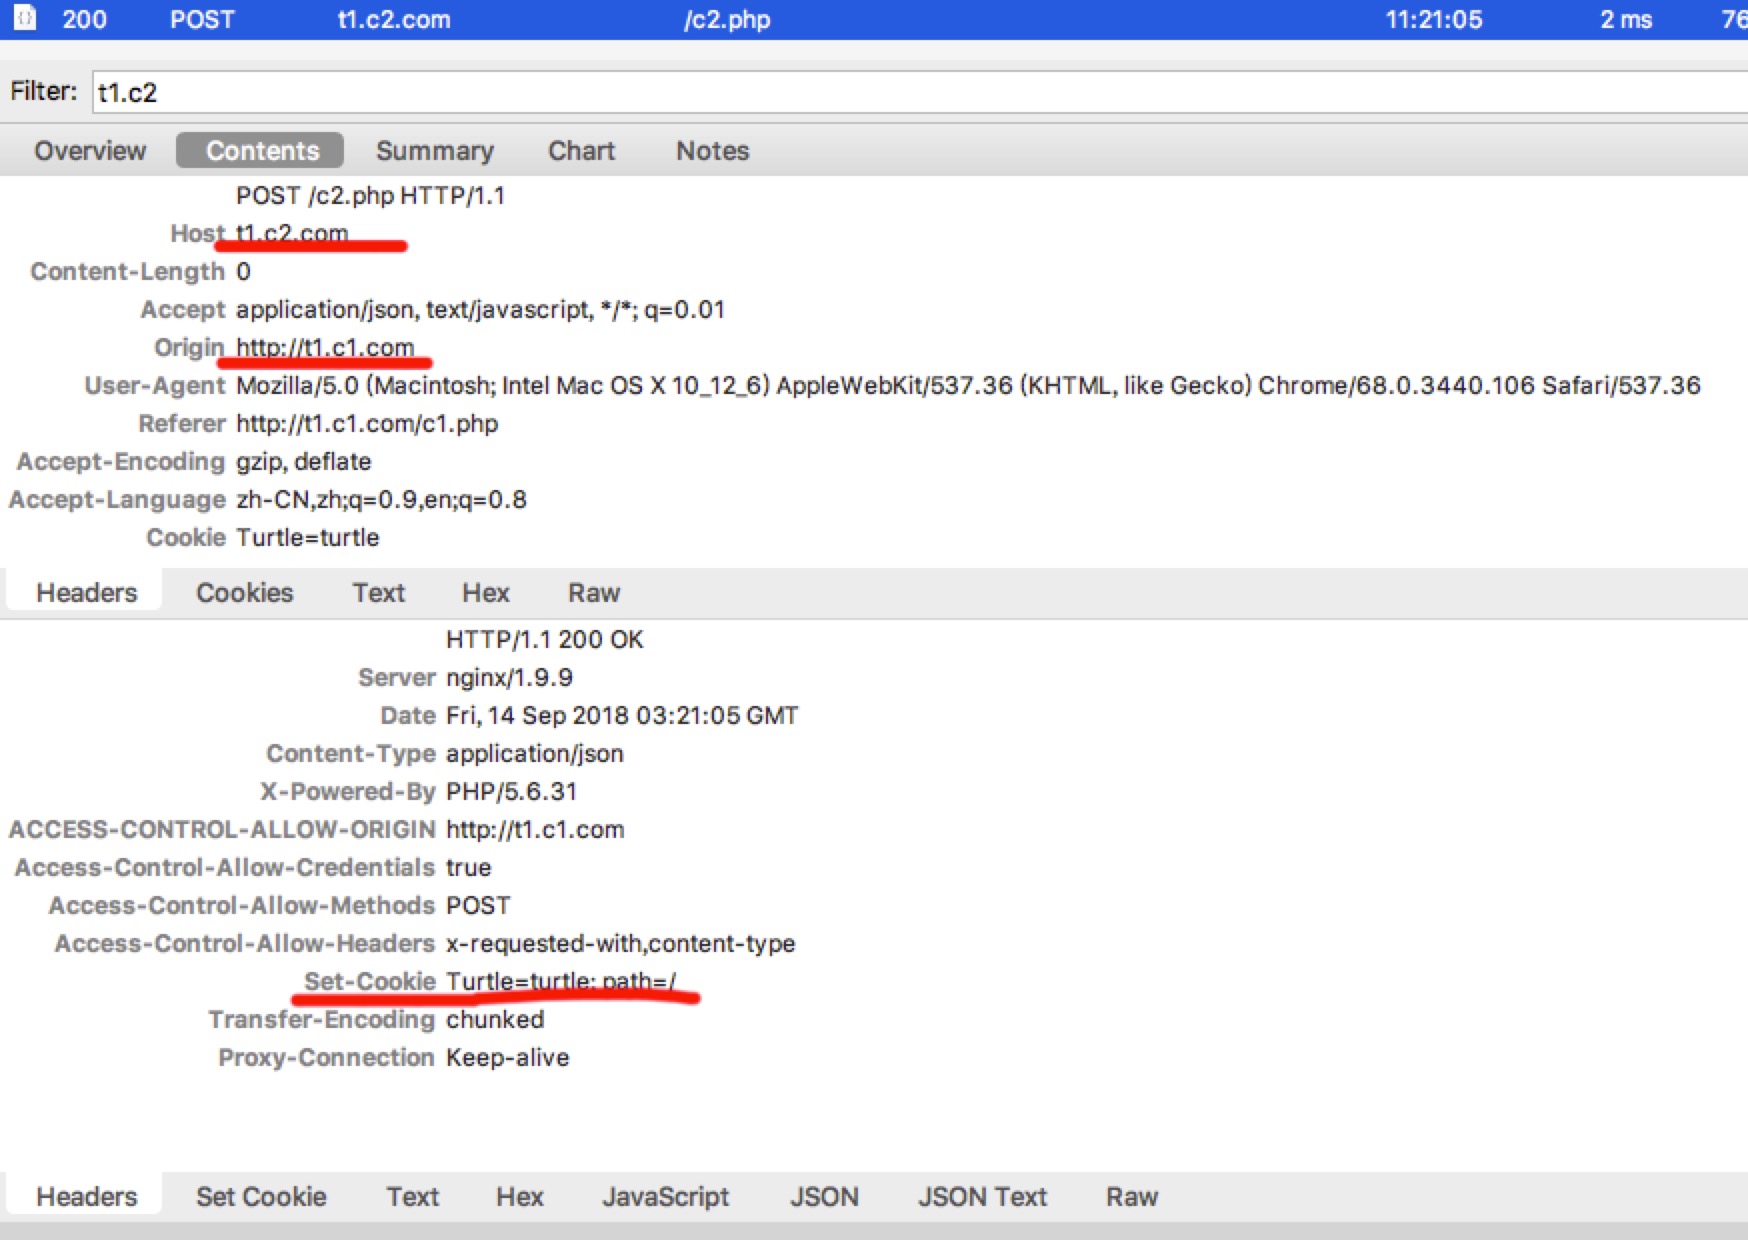 200 POST t1.c2.com /c2.php 11:21:05 2 ms 76
Filter: t1.c2
Overview Contents Summary Chart Notes
POST /c2.php HTTP/1.1
Host t1.c2.com
Content-Length 0
Accept application/json, text/javascript, */*; q=0.01
Origin http://t1.c1.com
User-Agent Mozilla/5.0 (Macintosh; Intel Mac OS X 10_12_6) AppleWebKit/537.36 (KHTML, like Gecko) Chrome/68.0.3440.106 Safari/537.36
Referer http://t1.c1.com/c1.php
Accept-Encoding gzip, deflate
Accept-Language zh-CN,zh;q=0.9,en;q=0.8
Cookie Turtle=turtle
Headers Cookies Text Hex Raw
HTTP/1.1 200 OK
Server nginx/1.9.9
Date Fri, 14 Sep 2018 03:21:05 GMT
Content-Type application/json
X-Powered-By PHP/5.6.31
ACCESS-CONTROL-ALLOW-ORIGIN http://t1.c1.com
Access-Control-Allow-Credentials true
Access-Control-Allow-Methods POST
Access-Control-Allow-Headers x-requested-with,content-type
Set-Cookie Turtle=turtle; path=/
Transfer-Encoding chunked
Proxy-Connection Keep-alive
Headers Set Cookie Text Hex JavaScript JSON JSON Text Raw